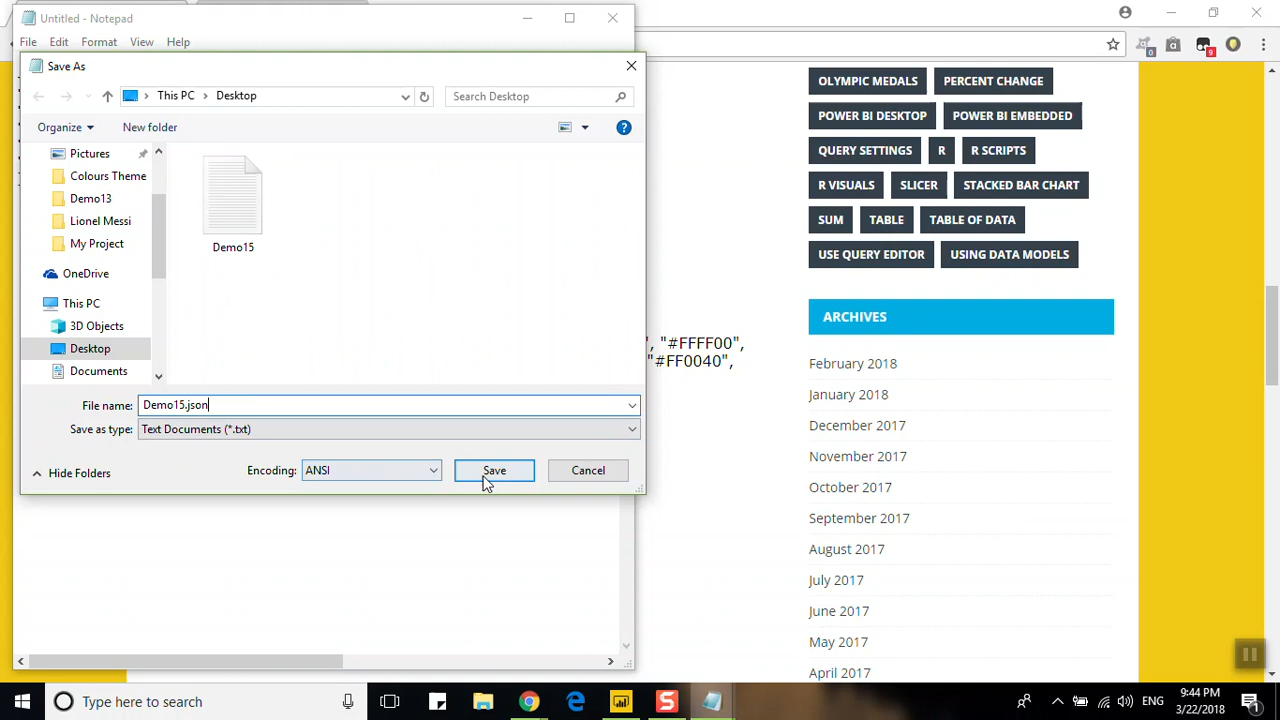 Untitled - Notepad
File Edit Format View Help
Save As
This PC > Desktop
Search Desktop
Organize
New folder
Pictures
Colours Theme
Demo13
Lionel Messi
My Project
OneDrive
This PC
3D Objects
Desktop
Documents
Demo15
File name: Demo15.json
Save as type: Text Documents (*.txt)
Hide Folders
Encoding: ANSI
Save
Cancel
", "#FFFF00",
"#FF0040",
0
9
OLYMPIC MEDALS PERCENT CHANGE
POWER BI DESKTOP POWER BI EMBEDDED
QUERY SETTINGS R R SCRIPTS
R VISUALS SLICER STACKED BAR CHART
SUM TABLE TABLE OF DATA
USE QUERY EDITOR USING DATA MODELS
ARCHIVES
February 2018
January 2018
December 2017
November 2017
October 2017
September 2017
August 2017
July 2017
June 2017
May 2017
April 2017
Type here to search
ENG
9:44 PM
3/22/2018
1